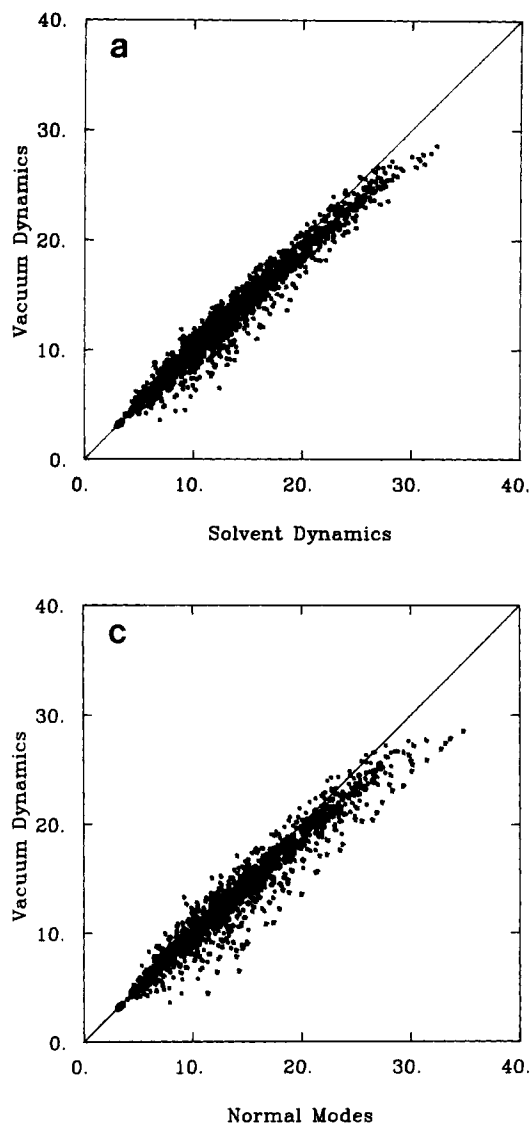 40.
a
30.
Vacuum Dynamics
20.
10.
0.
0. 10. 20. 30. 40.
Solvent Dynamics
40.
c
30.
Vacuum Dynamics
20.
10.
0.
0. 10. 20. 30. 40.
Normal Modes